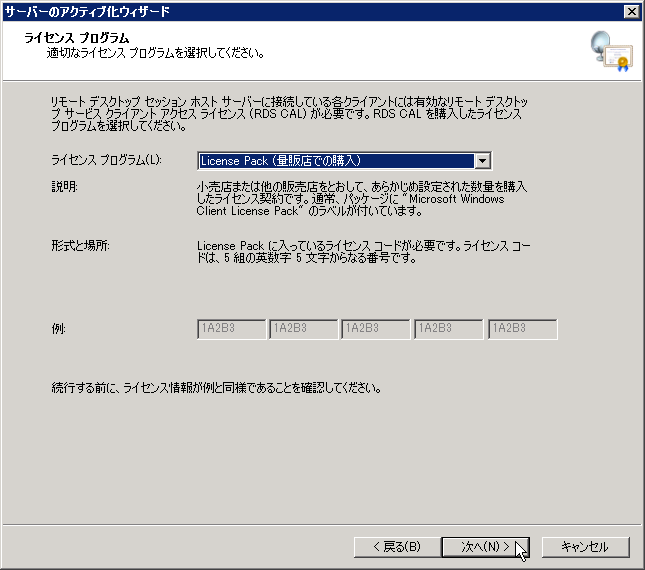 サーバーのアクティブ化ウィザード
ライセンス プログラム
適切なライセンス プログラムを選択してください。
リモート デスクトップ セッション ホスト サーバーに接続している各クライアントには有効なリモート デスクトッ
プ サービス クライアント アクセス ライセンス (RDS CAL) が必要です。RDS CAL を購入したライセンス
プログラムを選択してください。
ライセンス プログラム(L):
License Pack (量販店での購入)
説明:
小売店または他の販売店をとおして、あらかじめ設定された数量を購入
したライセンス契約です。通常、パッケージに "Microsoft Windows
Client License Pack" のラベルが付いています。
形式と場所:
License Pack に入っているライセンス コードが必要です。ライセンス コー
ドは、5 組の英数字 5 文字からなる番号です。
例:
1A2B3 1A2B3 1A2B3 1A2B3 1A2B3
続行する前に、ライセンス情報が例と同様であることを確認してください。
< 戻る(B) 次へ(N) > キャンセル